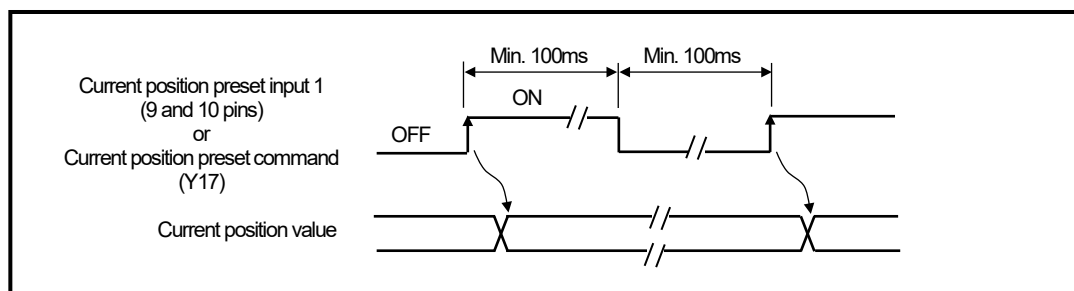 Min. 100ms
Min. 100ms
Current position preset input 1
(9 and 10 pins)
or
Current position preset command
(Y17)
ON
OFF
Current position value